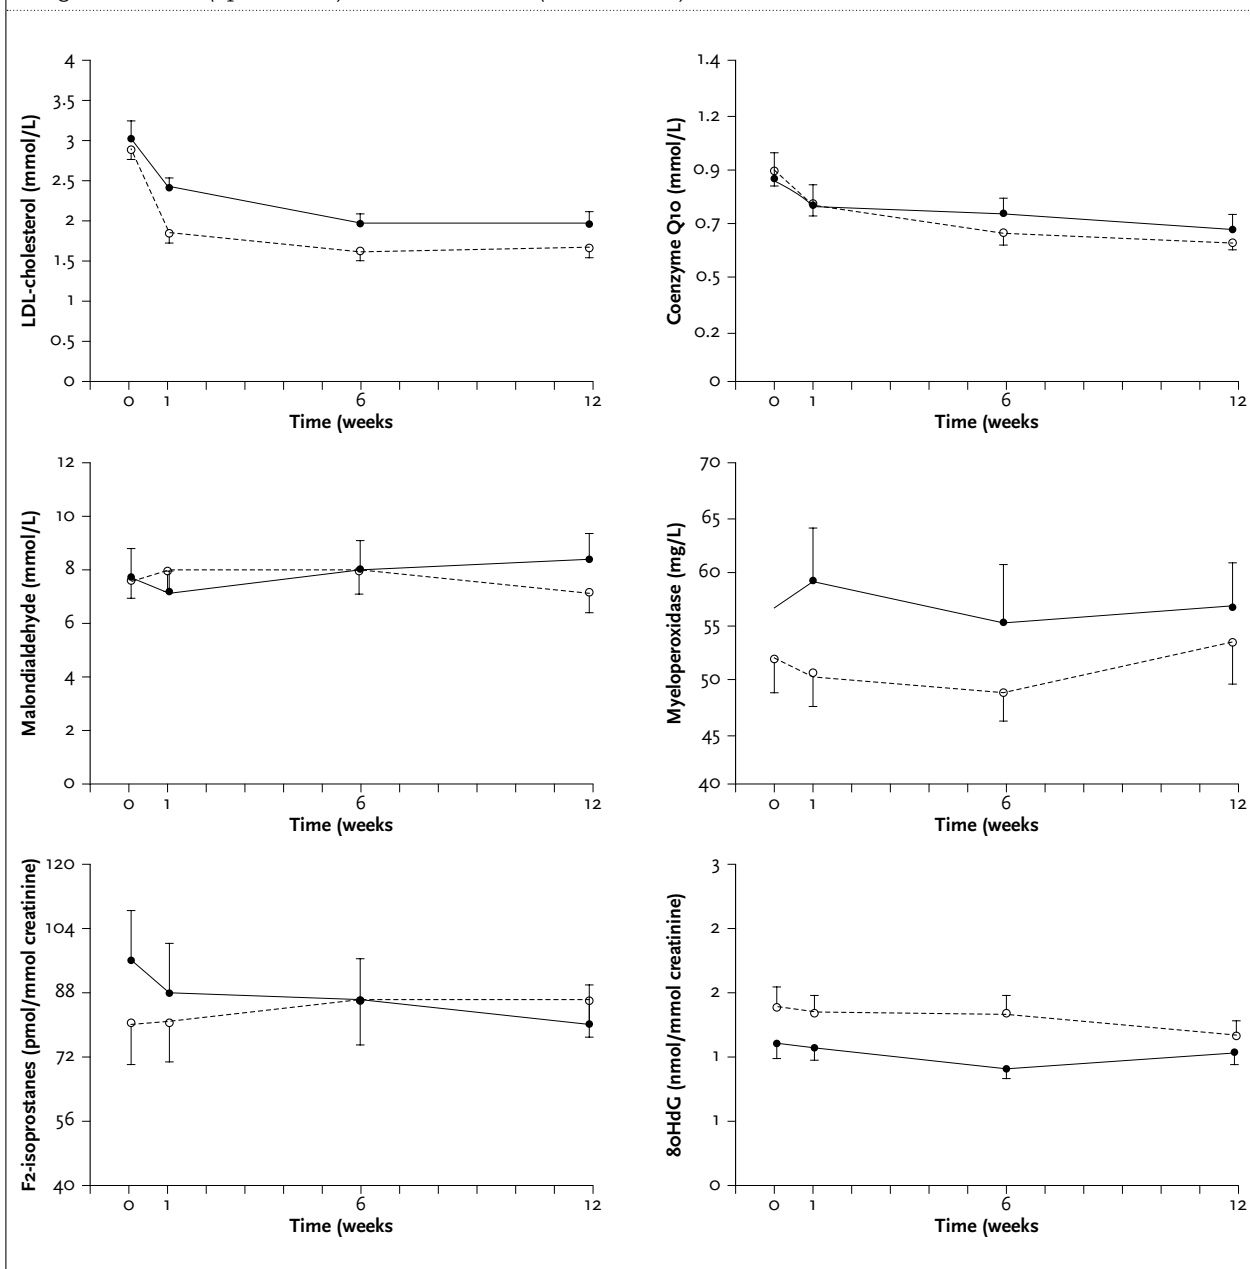 LDL-cholesterol (mmol/L)
4
3.5
3
2.5
2
1.5
1
0.5
0
0 1 6 12
Time (weeks
Coenzyme Q10 (mmol/L)
1.4
1.2
0.9
0.7
0.5
0.2
0
0 1 6 12
Time (weeks
Malondialdehyde (mmol/L)
12
10
8
6
4
2
0
0 1 6 12
Time (weeks
Myeloperoxidase (mg/L)
70
65
60
55
50
45
40
0 1 6 12
Time (weeks
F2-isoprostanes (pmol/mmol creatinine)
120
104
88
72
56
40
0 1 6 12
Time (weeks
8oHdG (nmol/mmol creatinine)
3
2
2
1
1
0
0 1 6 12
Time (weeks